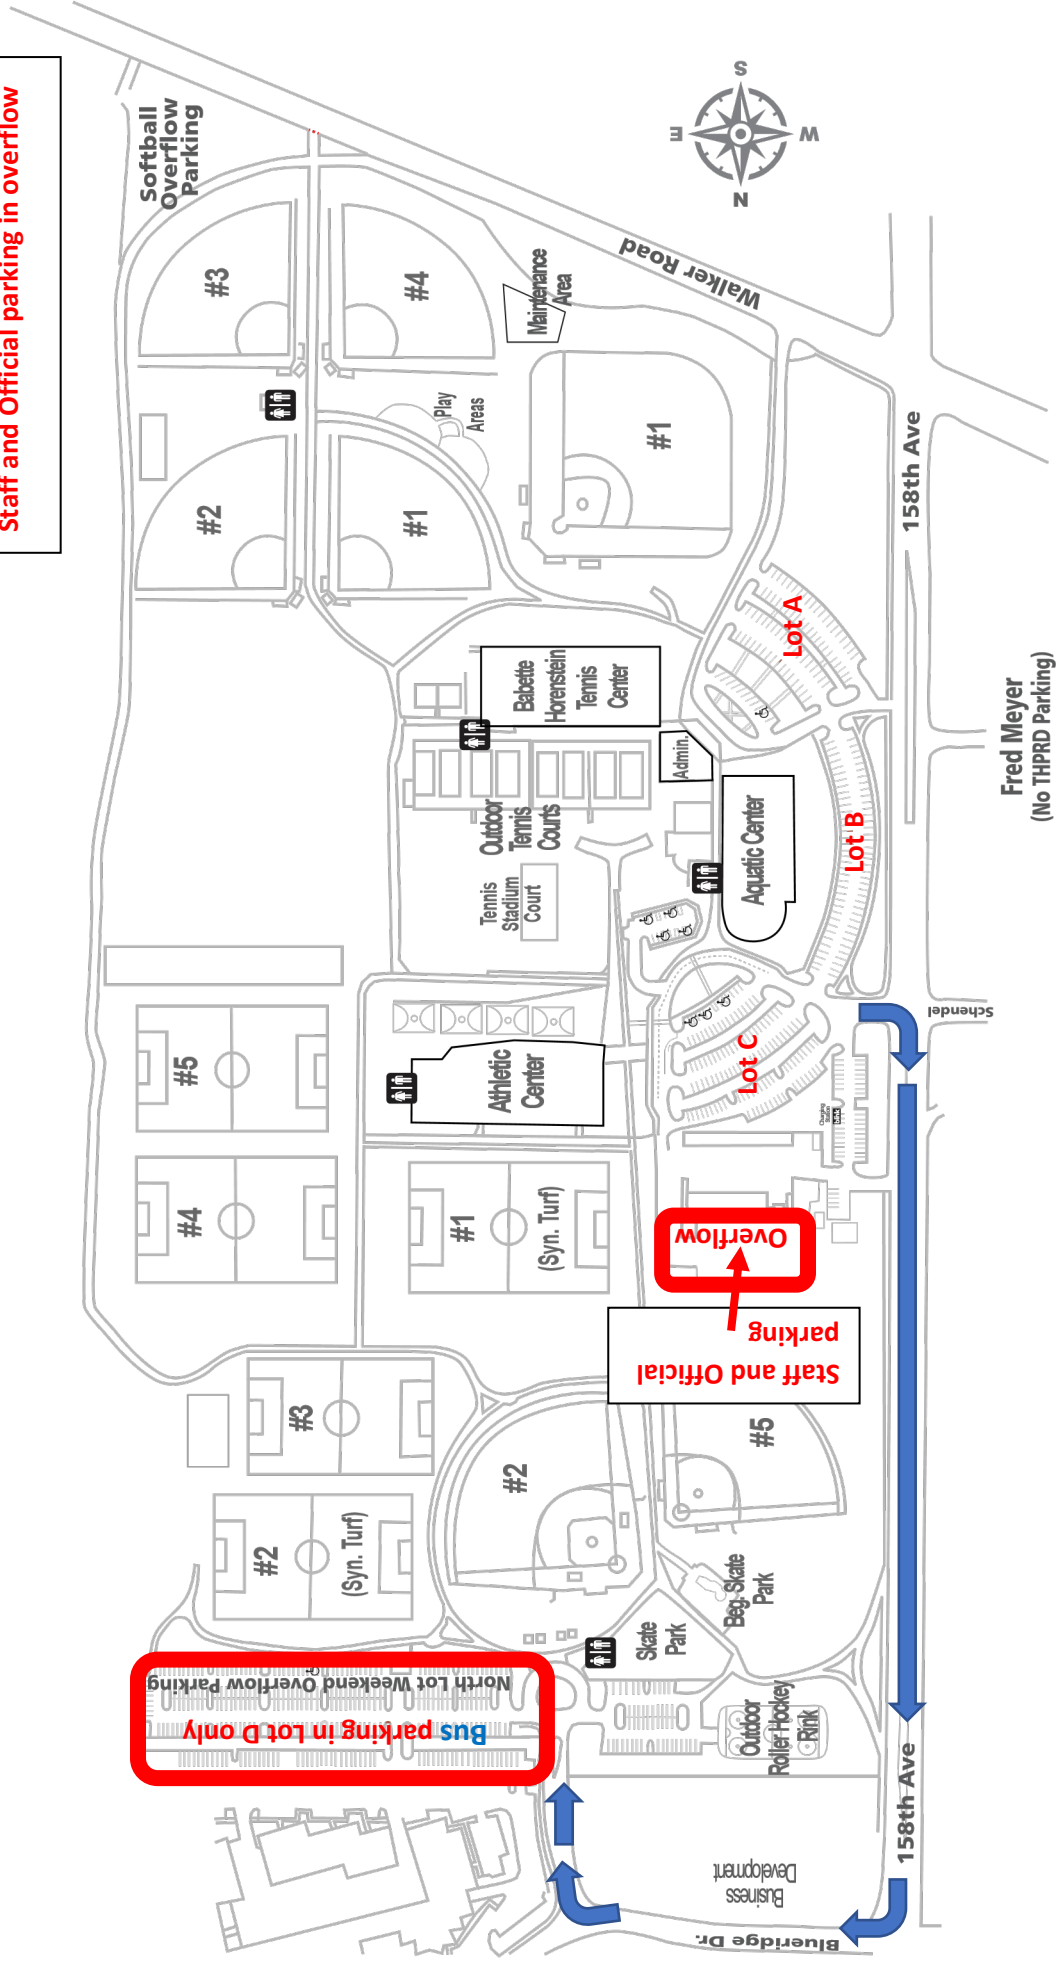 Staff and Official parking in overflow
Softball
Overflow
Parking
S
E
W
N
Walker Road
#3
#4
Maintenance
Area
Play
Areas
#2
#1
#1
158th Ave
Lot A
Babette
Horenstein
Tennis
Center
Admin.
Outdoor
Tennis
Courts
Tennis
Stadium
Court
Aquatic Center
Lot B
Fred Meyer
(No THPRD Parking)
Schendel
#5
Athletic
Center
Lot C
Charging
Station
#4
#1
(Syn. Turf)
Overflow
Staff and Official
parking
#3
#2
#5
#2
(Syn. Turf)
Beg. Skate
Park
Skate
Park
North Lot Weekend Overflow Parking
Bus parking in Lot D only
Outdoor
Roller Hockey
Rink
158th Ave
Business
Development
Blueridge Dr.